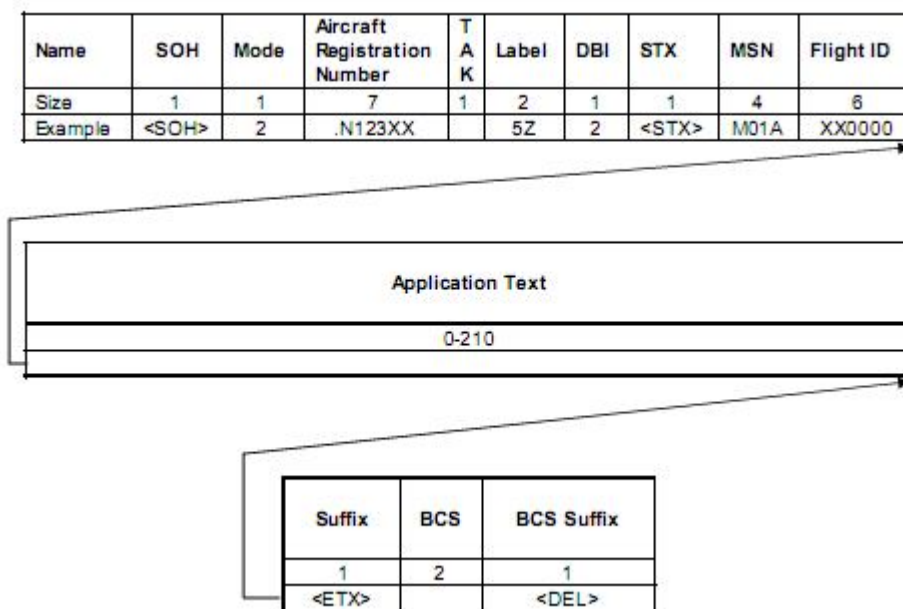 Name SOH Mode Aircraft Registration Number TAK Label DBI STX MSN Flight ID
Size 1 1 7 1 2 1 1 4 6
Example <SOH> 2 .N123XX 5Z 2 <STX> M01A XX0000
Application Text
0-210
Suffix BCS BCS Suffix
1 2 1
<ETX> <DEL>